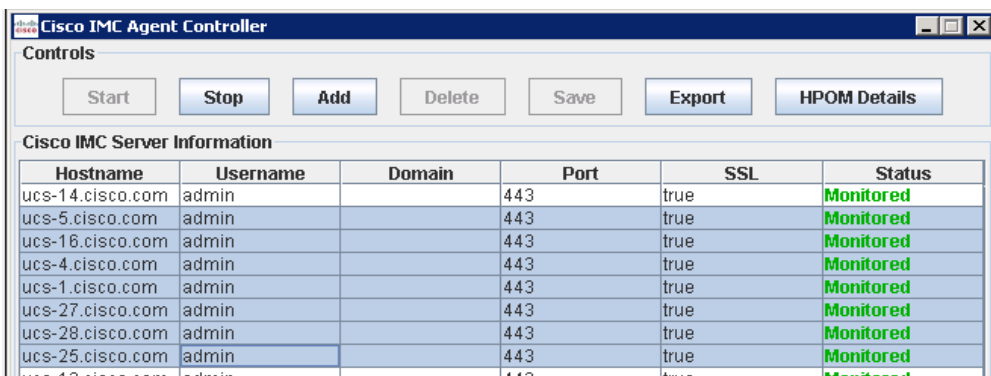 Cisco IMC Agent Controller
Controls
Start Stop Add Delete Save Export HPOM Details
Cisco IMC Server Information
Hostname Username Domain Port SSL Status
ucs-14.cisco.com admin 443 true Monitored
ucs-5.cisco.com admin 443 true Monitored
ucs-16.cisco.com admin 443 true Monitored
ucs-4.cisco.com admin 443 true Monitored
ucs-1.cisco.com admin 443 true Monitored
ucs-27.cisco.com admin 443 true Monitored
ucs-28.cisco.com admin 443 true Monitored
ucs-25.cisco.com admin 443 true Monitored